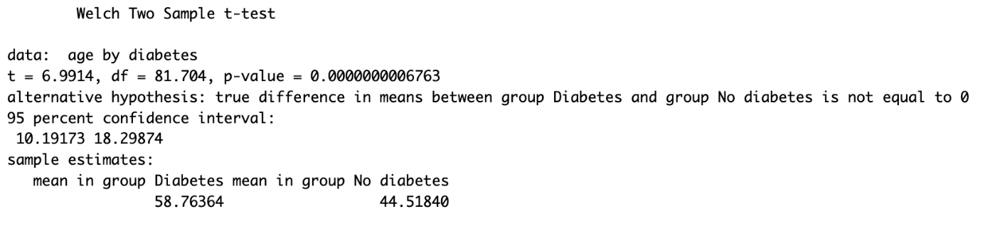 Welch Two Sample t-test
data:  age by diabetes
t = 6.9914, df = 81.704, p-value = 0.0000000006763
alternative hypothesis: true difference in means between group Diabetes and group No diabetes is not equal to 0
95 percent confidence interval:
10.19173 18.29874
sample estimates:
mean in group Diabetes mean in group No diabetes
58.76364 44.51840